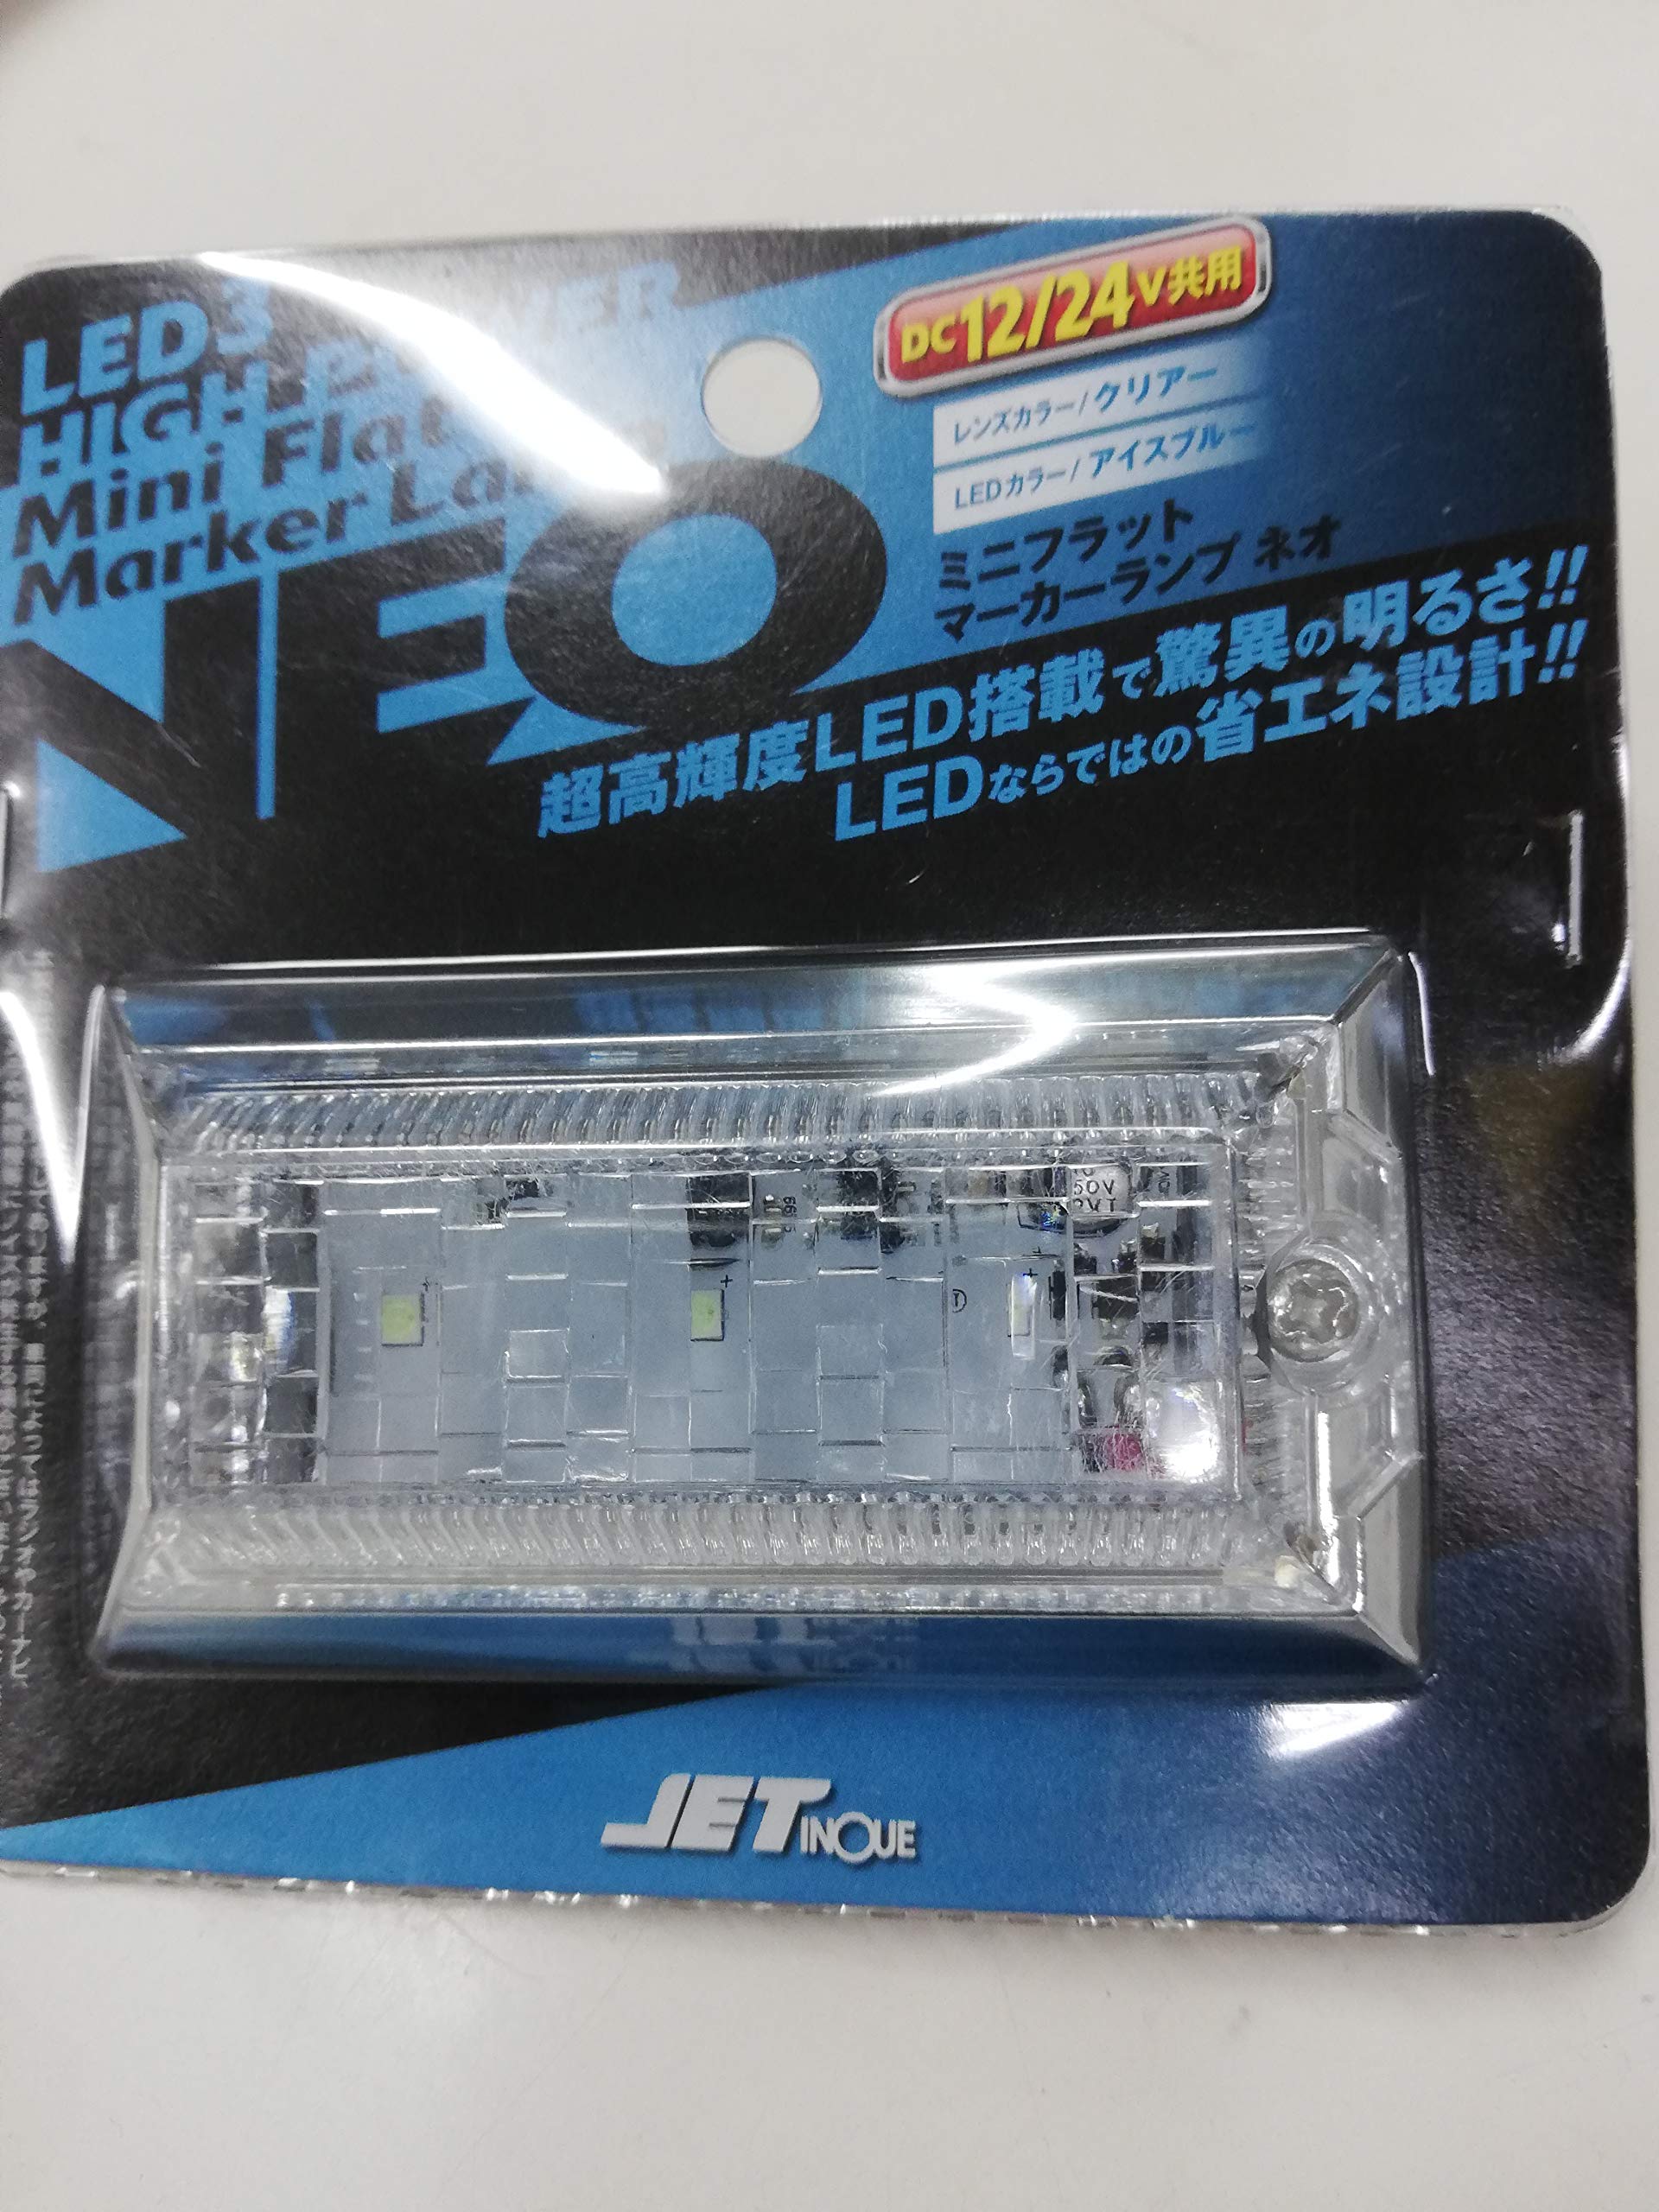 LED3
HIGH POWER
Mini Flat
Marker Lamp
NEO
DC12/24V共用
レンズカラー/クリアー
LEDカラー/アイスブルー
ミニフラット
マーカーランプ ネオ
超高輝度LED搭載で驚異の明るさ!!
LEDならではの省エネ設計!!
50V
JET INOUE